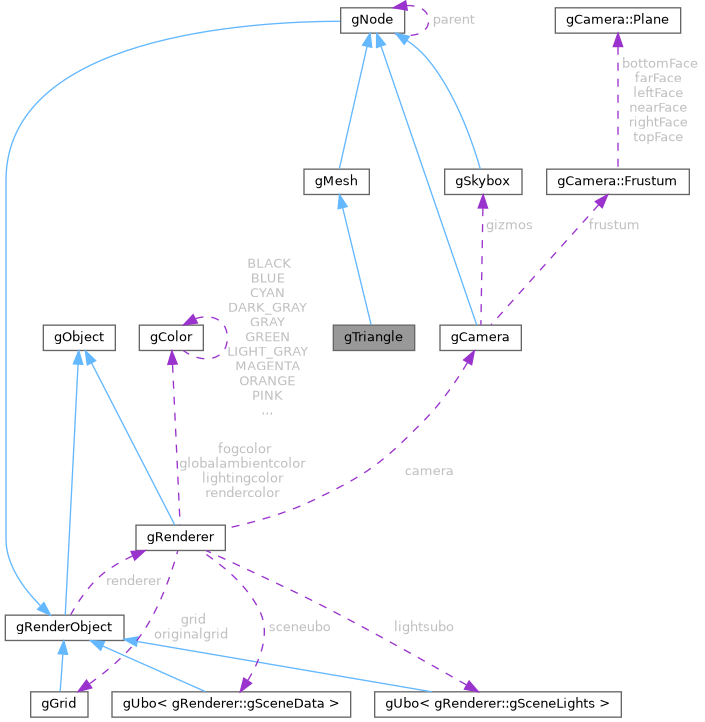 gNode
gCamera::Plane
parent
bottomFace
farFace
leftFace
nearFace
rightFace
topFace
gMesh
gSkybox
gCamera::Frustum
gizmos
frustum
BLACK
BLUE
CYAN
DARK_GRAY
GRAY
GREEN
LIGHT_GRAY
MAGENTA
ORANGE
PINK
...
gObject
gColor
gTriangle
gCamera
fogcolor
globalambientcolor
lightingcolor
rendercolor
camera
gRenderer
renderer
grid
originalgrid
sceneubo
lightsubo
gRenderObject
gGrid
gUbo< gRenderer::gSceneData >
gUbo< gRenderer::gSceneLights >